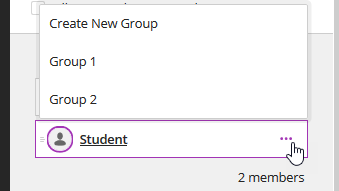 Create New Group
Group 1
Group 2
Student
2 members